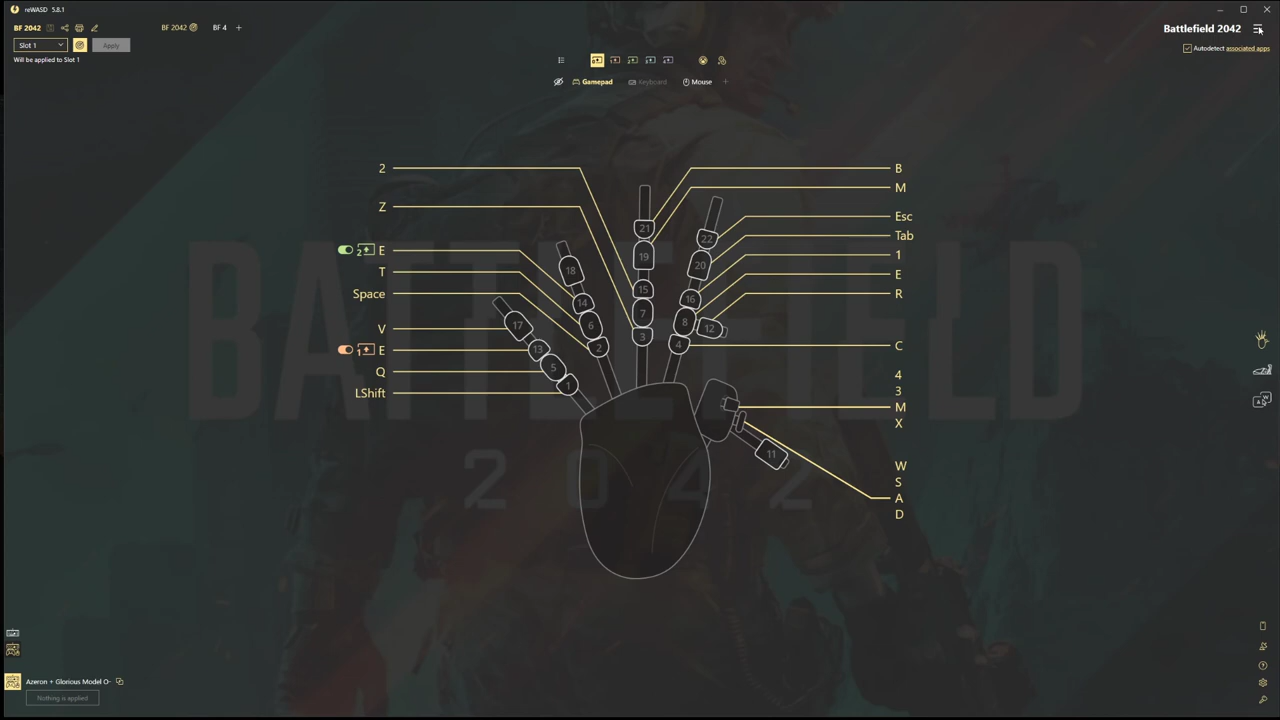 reWASD 5.8.1
BF 2042
BF 2042
BF 4
Battlefield 2042
Slot 1
Apply
Autodetect associated apps
Will be applied to Slot 1
Gamepad
Keyboard
Mouse
2
B
M
Z
Esc
Tab
2 E
1
T
E
Space
R
V
C
1 E
Q
4
LShift
3
M
X
W
S
A
D
21
22
19
20
18
15
16
14
7
8
12
17
6
3
4
13
2
5
1
11
BATTLEFIELD
2042
Azeron + Glorious Model O-
Nothing is applied